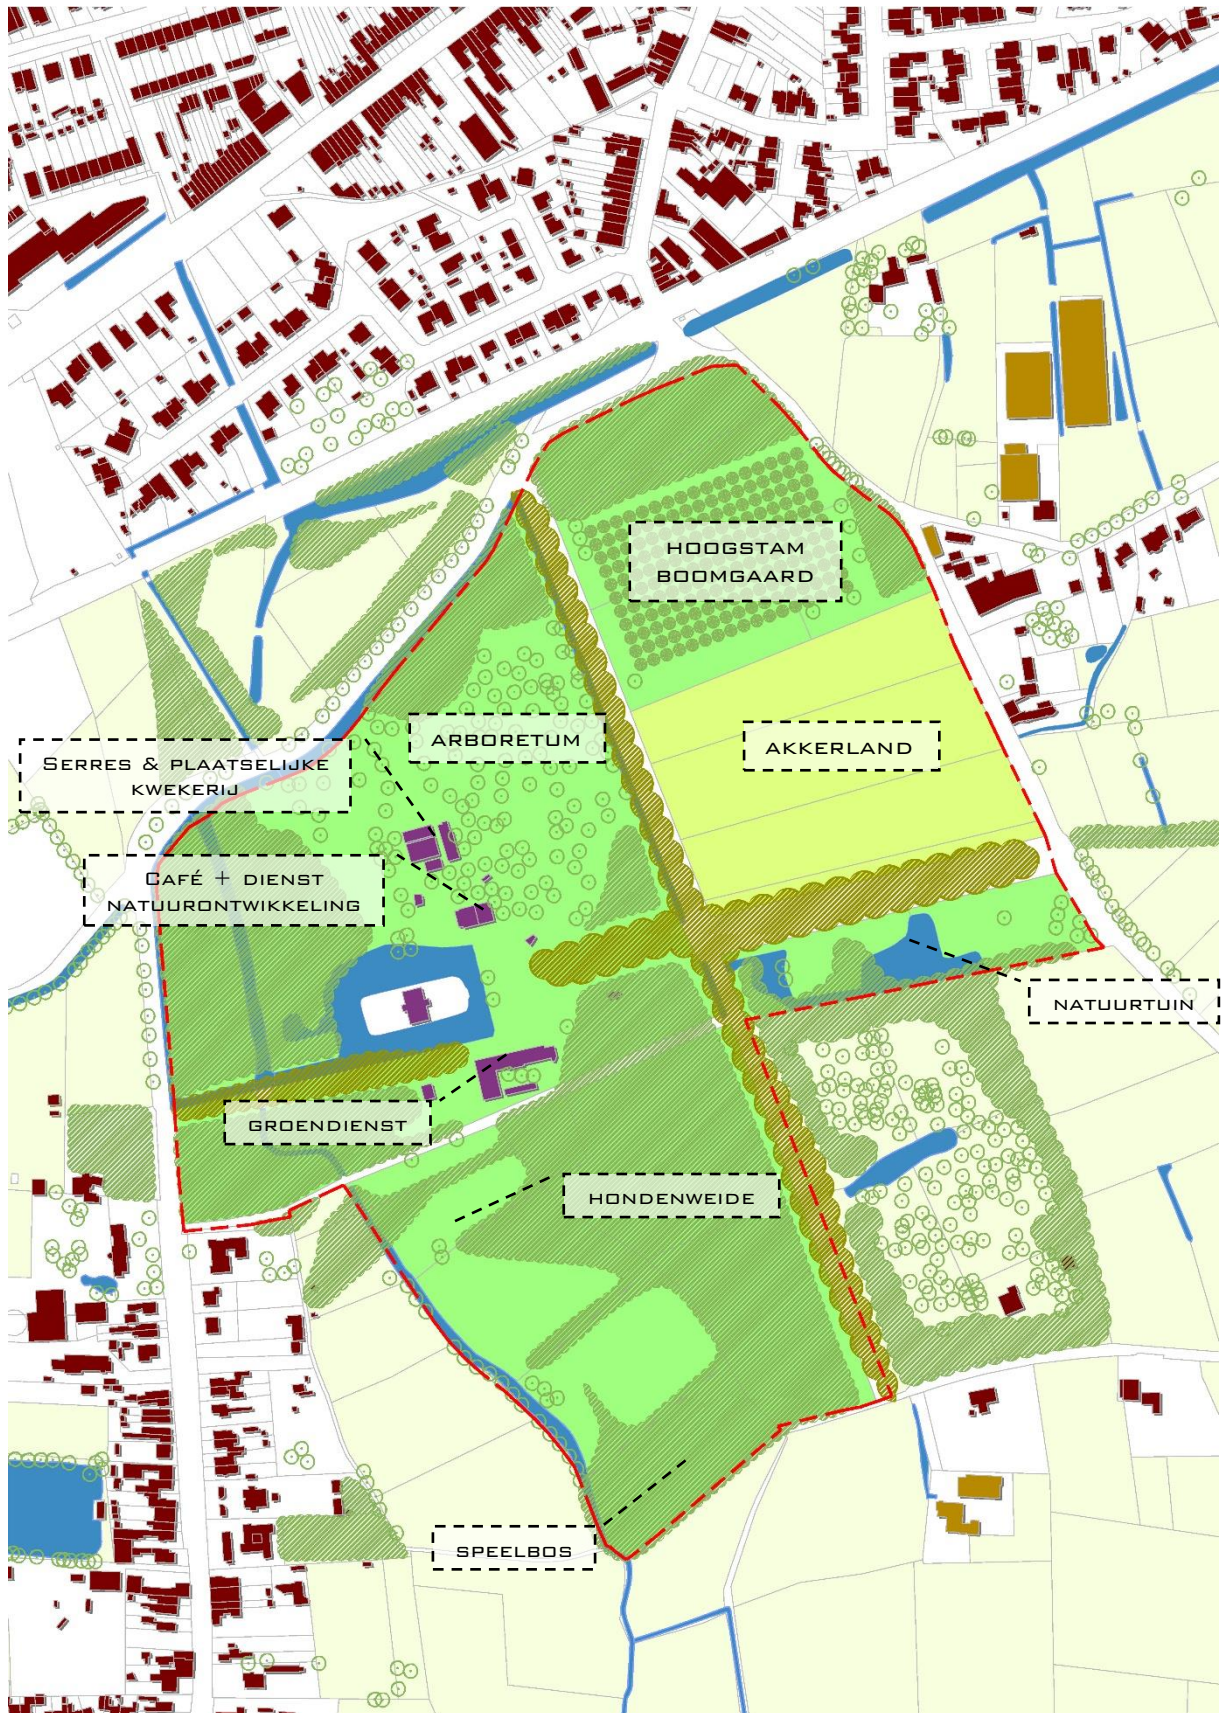 HOOGSTAM
BOOMGAARD
ARBORETUM
AKKERLAND
SERRES & PLAATSELIJKE
KWEKERIJ
CAFÉ + DIENST
NATUURONTWIKKELING
NATUURTUIN
GROENDIENST
HONDENWEIDE
SPEELBOS